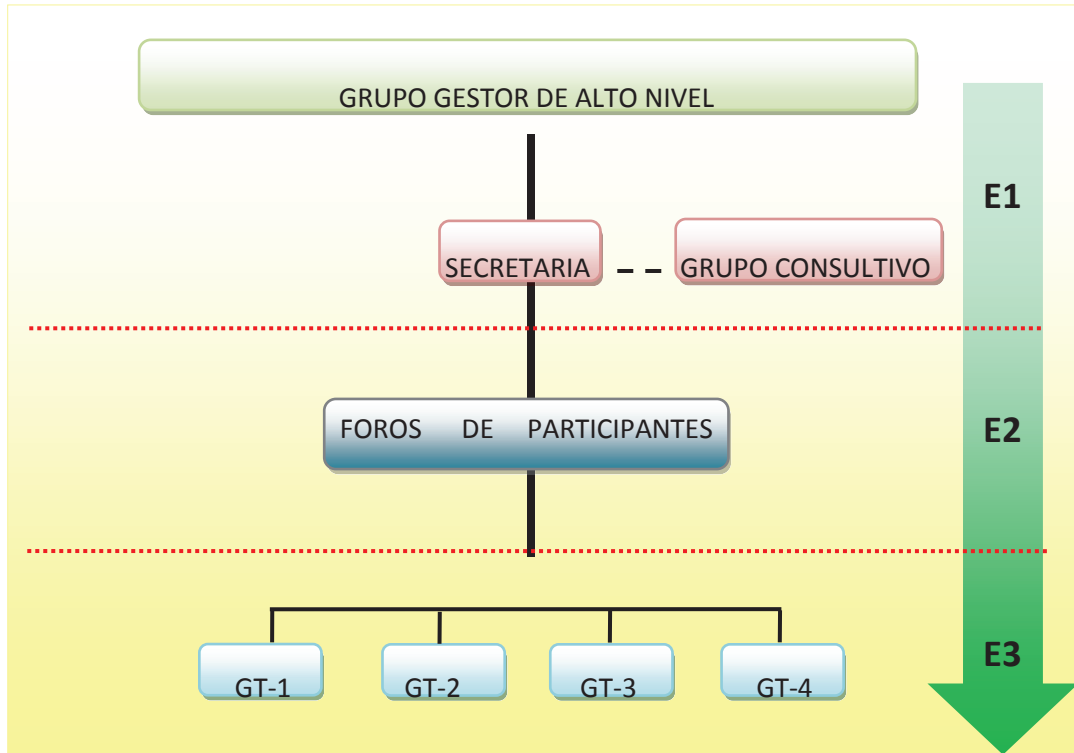 GRUPO GESTOR DE ALTO NIVEL
E1
SECRETARIA
GRUPO CONSULTIVO
FOROS DE PARTICIPANTES
E2
GT-1
GT-2
GT-3
GT-4
E3